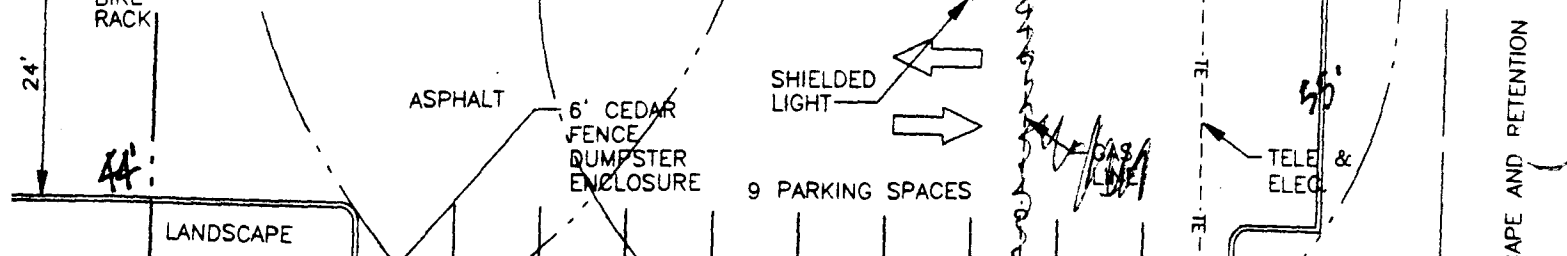 BIKE
RACK
24'
44'
LANDSCAPE
ASPHALT
6' CEDAR
FENCE
DUMPSTER
ENCLOSURE
SHIELDED
LIGHT
9 PARKING SPACES
GAS
LINE
TE
TE
TELE &
ELEC.
55'
APE AND RETENTION